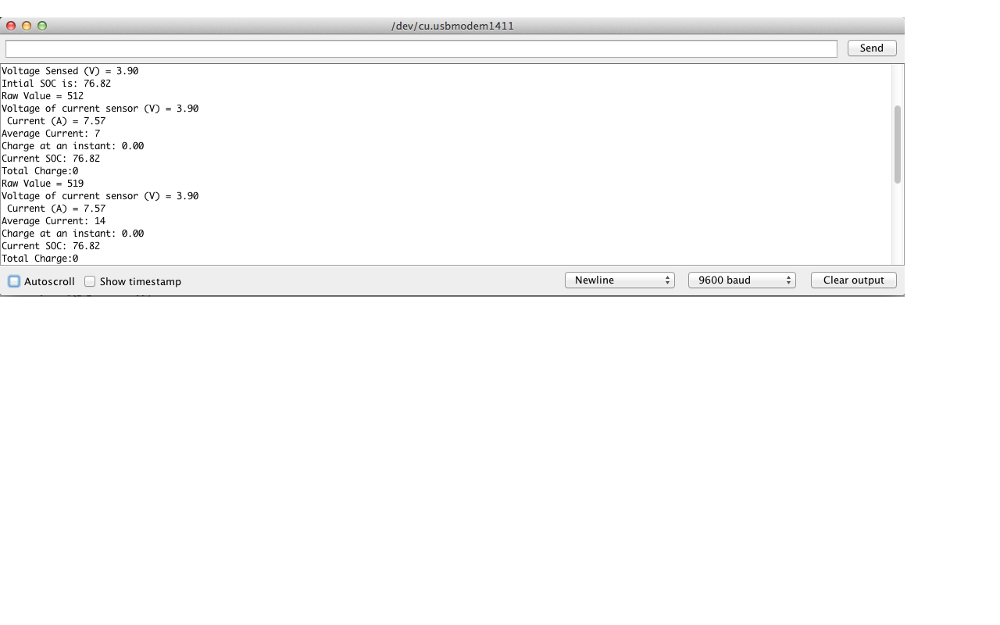 /dev/cu.usbmodem1411
Send
Voltage Sensed (V) = 3.90
Intial SOC is: 76.82
Raw Value = 512
Voltage of current sensor (V) = 3.90
Current (A) = 7.57
Average Current: 7
Charge at an instant: 0.00
Current SOC: 76.82
Total Charge:0
Raw Value = 519
Voltage of current sensor (V) = 3.90
Current (A) = 7.57
Average Current: 14
Charge at an instant: 0.00
Current SOC: 76.82
Total Charge:0
Autoscroll Show timestamp Newline 9600 baud Clear output